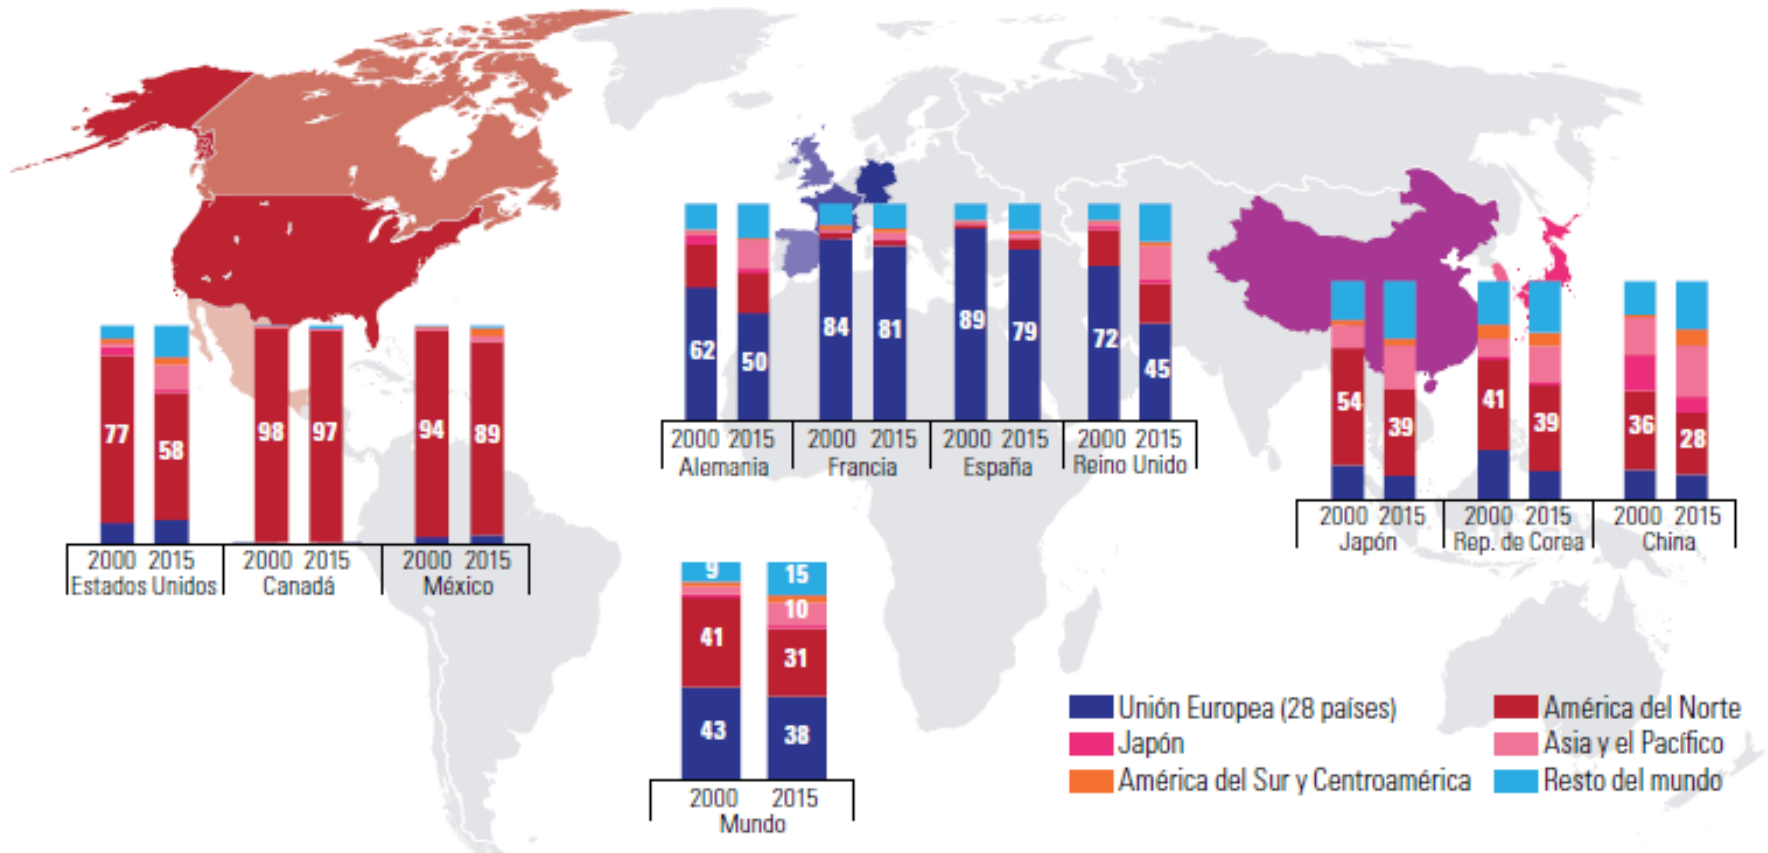 77 58 98 97 94 89
2000 2015 2000 2015 2000 2015
Estados Unidos Canadá México
62 50 84 81 89 79 72 45
2000 2015 2000 2015 2000 2015 2000 2015
Alemania Francia España Reino Unido
54 39 41 39 36 28
2000 2015 2000 2015 2000 2015
Japón Rep. de Corea China
9 15
10
41 31
43 38
2000 2015
Mundo
Unión Europea (28 países) América del Norte
Japón Asia y el Pacífico
América del Sur y Centroamérica Resto del mundo